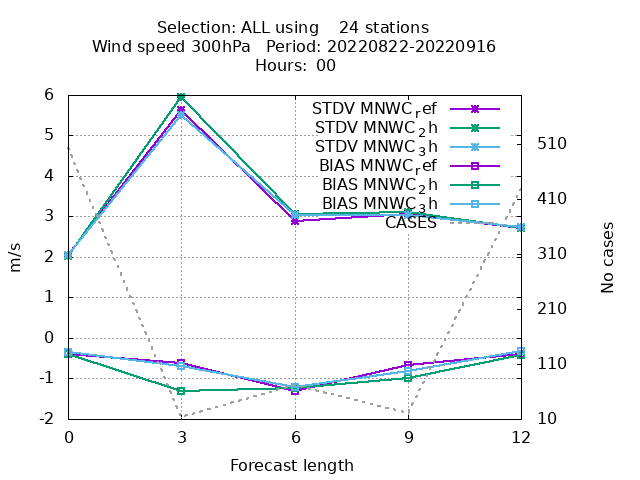 Selection: ALL using    24 stations
Wind speed 300hPa   Period: 20220822-20220916
Hours: 00
STDV MNWC_ref
STDV MNWC_2h
STDV MNWC_3h
BIAS MNWC_ref
BIAS MNWC_2h
BIAS MNWC_3h
CASES
6
5
4
3
2
1
0
-1
-2
m/s
510
410
310
210
110
10
No cases
0 3 6 9 12
Forecast length